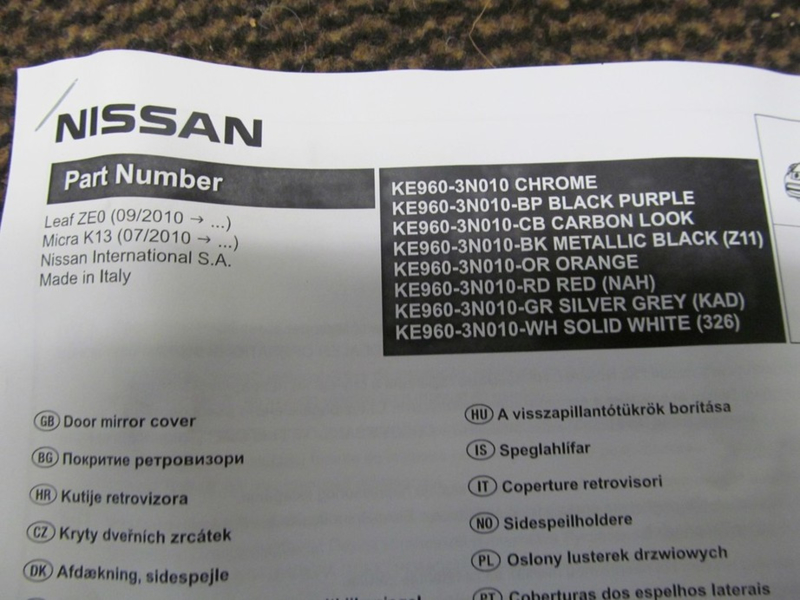 NISSAN
Part Number
Leaf ZE0 (09/2010 → ...)
Micra K13 (07/2010 → ...)
Nissan International S.A.
Made in Italy
KE960-3N010 CHROME
KE960-3N010-BP BLACK PURPLE
KE960-3N010-CB CARBON LOOK
KE960-3N010-BK METALLIC BLACK (Z11)
KE960-3N010-OR ORANGE
KE960-3N010-RD RED (NAH)
KE960-3N010-GR SILVER GREY (KAD)
KE960-3N010-WH SOLID WHITE (326)
GB Door mirror cover
BG Покритие ретровизори
HR Kutije retrovizora
CZ Kryty dveřních zrcátek
DK Afdækning, sidespejle
HU A visszapillantótükrök borítása
IS Speglahlífar
IT Coperture retrovisori
NO Sidespeilholdere
PL Osłony lusterek drzwiowych
PT Coberturas dos espelhos laterais